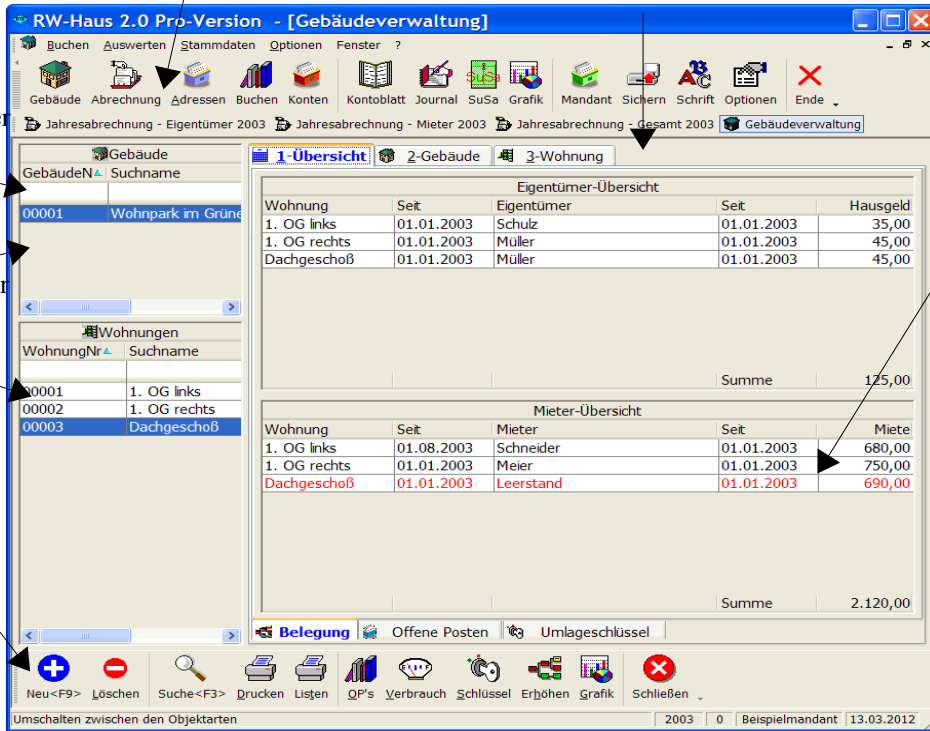 RW-Haus 2.0 Pro-Version - [Gebäudeverwaltung]
Buchen Auswerten Stammdaten Optionen Fenster ?
Gebäude Abrechnung Adressen Buchen Konten Kontoblatt Journal SuSa Grafik Mandant Sichern Schrift Optionen Ende
Jahresabrechnung - Eigentümer 2003 Jahresabrechnung - Mieter 2003 Jahresabrechnung - Gesamt 2003 Gebäudeverwaltung
Gebäude
GebäudeN Suchname
00001 Wohnpark im Grüne
Wohnungen
WohnungNr Suchname
00001 1. OG links
00002 1. OG rechts
00003 Dachgeschoß
1-Übersicht 2-Gebäude 3-Wohnung
Eigentümer-Übersicht
Wohnung Seit Eigentümer Seit Hausgeld
1. OG links 01.01.2003 Schulz 01.01.2003 35,00
1. OG rechts 01.01.2003 Müller 01.01.2003 45,00
Dachgeschoß 01.01.2003 Müller 01.01.2003 45,00
Summe 125,00
Mieter-Übersicht
Wohnung Seit Mieter Seit Miete
1. OG links 01.08.2003 Schneider 01.01.2003 680,00
1. OG rechts 01.01.2003 Meier 01.01.2003 750,00
Dachgeschoß 01.01.2003 Leerstand 01.01.2003 690,00
Summe 2.120,00
Belegung Offene Posten Umlageschlüssel
Neu<F9> Löschen Suche<F3> Drucken Listen OP's Verbrauch Schlüssel Erhöhen Grafik Schließen
Umschalten zwischen den Objektarten 2003 0 Beispielmandant 13.03.2012